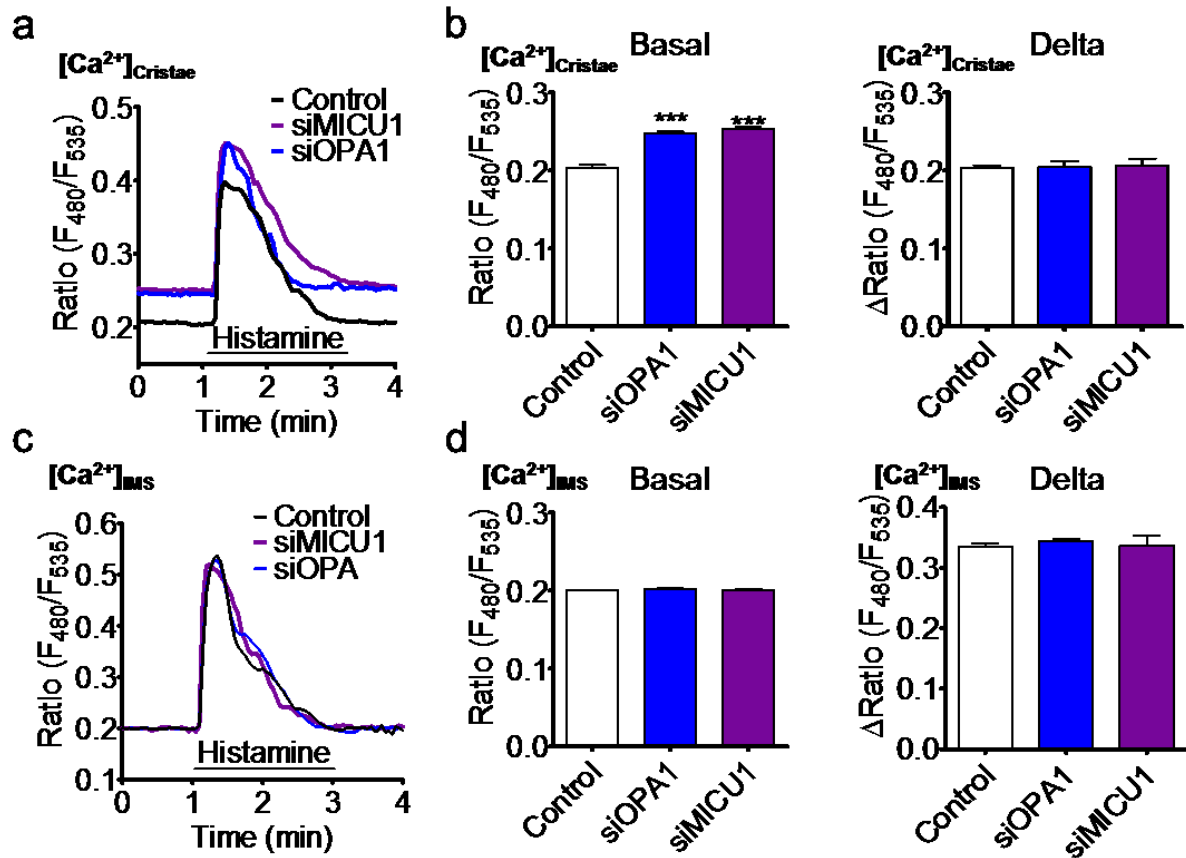 a
[Ca²⁺]Cristae
Control
siMICU1
siOPA1
Ratio (F480/F535)
0.5
0.4
0.3
0.2
Histamine
0 1 2 3 4
Time (min)
b
[Ca²⁺]Cristae
Basal
Ratio (F480/F535)
0.3
0.2
0.1
0.0
*** ***
Control siOPA1 siMICU1
[Ca²⁺]Cristae
Delta
ΔRatio (F480/F535)
0.3
0.2
0.1
0.0
Control siOPA1 siMICU1
c
[Ca²⁺]IMS
Control
siMICU1
siOPA
Ratio (F480/F535)
0.6
0.5
0.4
0.3
0.2
0.1
Histamine
0 1 2 3 4
Time (min)
d
[Ca²⁺]IMS
Basal
Ratio (F480/F535)
0.3
0.2
0.1
0.0
Control siOPA1 siMICU1
[Ca²⁺]IMS
Delta
ΔRatio (F480/F535)
0.4
0.3
0.2
0.1
0.0
Control siOPA1 siMICU1